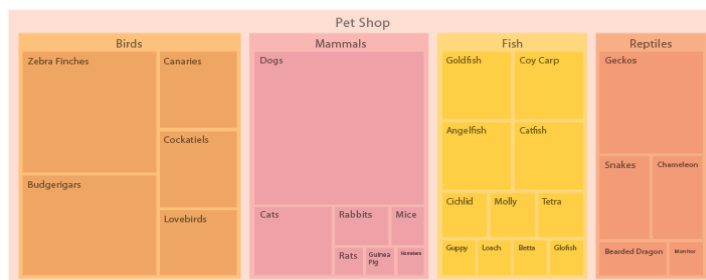 Pet Shop
Birds
Zebra Finches
Canaries
Cockatiels
Budgerigars
Lovebirds
Mammals
Dogs
Cats
Rabbits
Mice
Rats
Guinea
Pig
Fish
Goldfish
Coy Carp
Angelfish
Catfish
Cichlid
Molly
Tetra
Guppy
Loach
Betta
Glofish
Reptiles
Geckos
Snakes
Chameleon
Bearded Dragon
Monitor